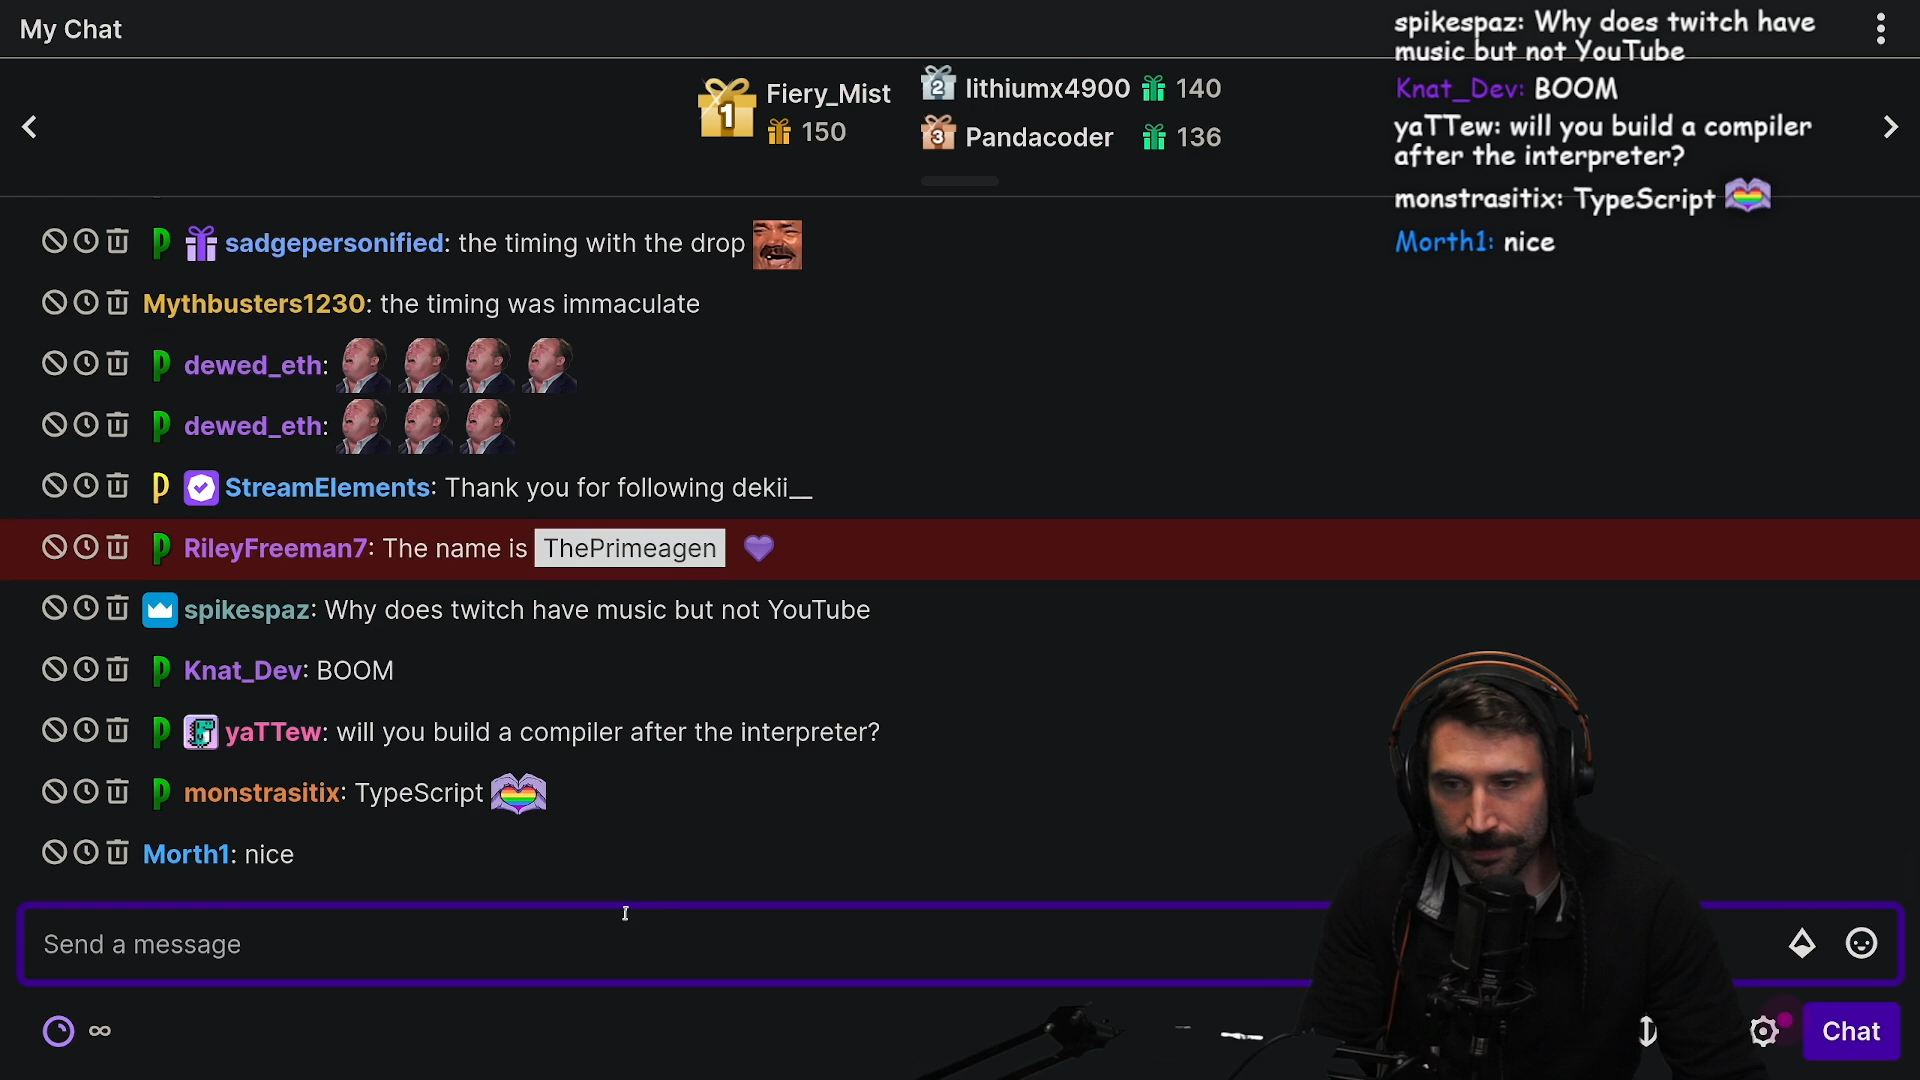 My Chat
spikespaz: Why does twitch have
music but not YouTube
Knat_Dev: BOOM
yaTTew: will you build a compiler
after the interpreter?
monstrasitix: TypeScript
Morth1: nice
1 Fiery_Mist
150
2 lithiumx4900 140
3 Pandacoder 136
sadgepersonified: the timing with the drop
Mythbusters1230: the timing was immaculate
dewed_eth:
dewed_eth:
StreamElements: Thank you for following dekii__
RileyFreeman7: The name is ThePrimeagen
spikespaz: Why does twitch have music but not YouTube
Knat_Dev: BOOM
yaTTew: will you build a compiler after the interpreter?
monstrasitix: TypeScript
Morth1: nice
Send a message
∞
Chat